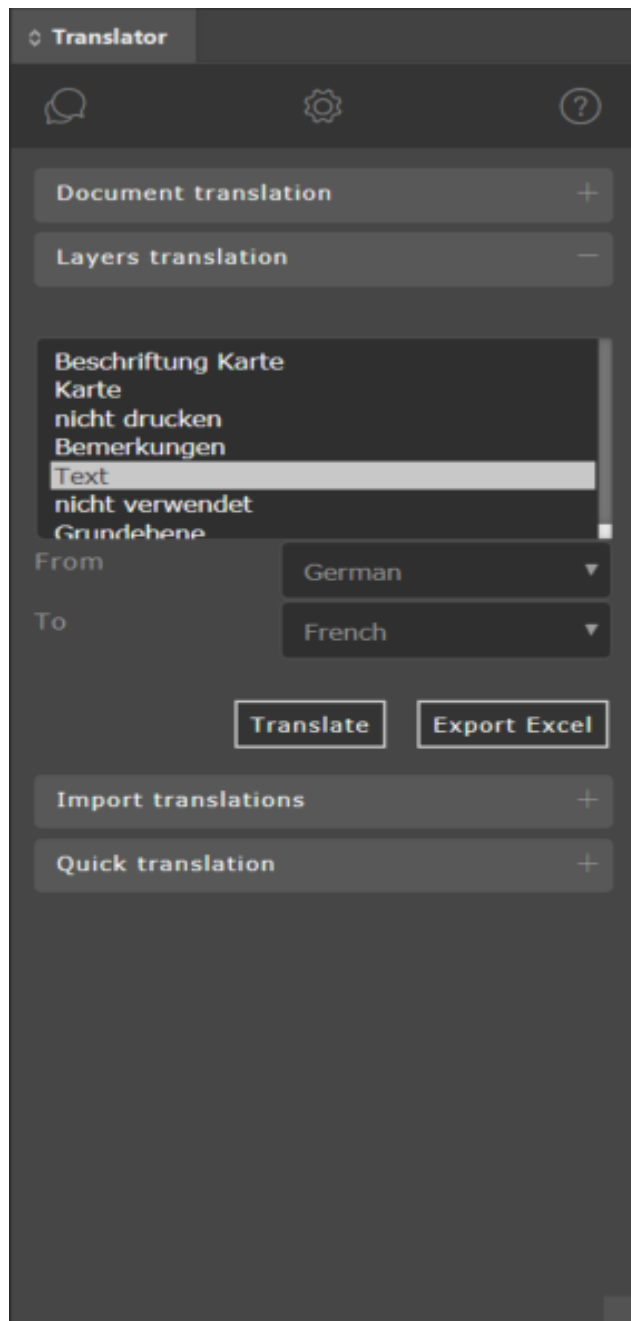 Translator
?
Document translation
Layers translation
Beschriftung Karte
Karte
nicht drucken
Bemerkungen
Text
nicht verwendet
Grundebene
From German
To French
Translate Export Excel
Import translations
Quick translation